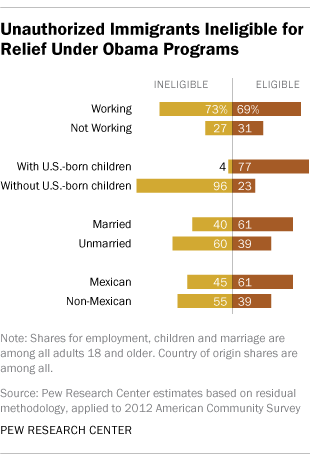 Unauthorized Immigrants Ineligible for
Relief Under Obama Programs
INELIGIBLE ELIGIBLE
Working 73% 69%
Not Working 27 31
With U.S.-born children 4 77
Without U.S.-born children 96 23
Married 40 61
Unmarried 60 39
Mexican 45 61
Non-Mexican 55 39
Note: Shares for employment, children and marriage are
among all adults 18 and older. Country of origin shares are
among all.
Source: Pew Research Center estimates based on residual
methodology, applied to 2012 American Community Survey
PEW RESEARCH CENTER